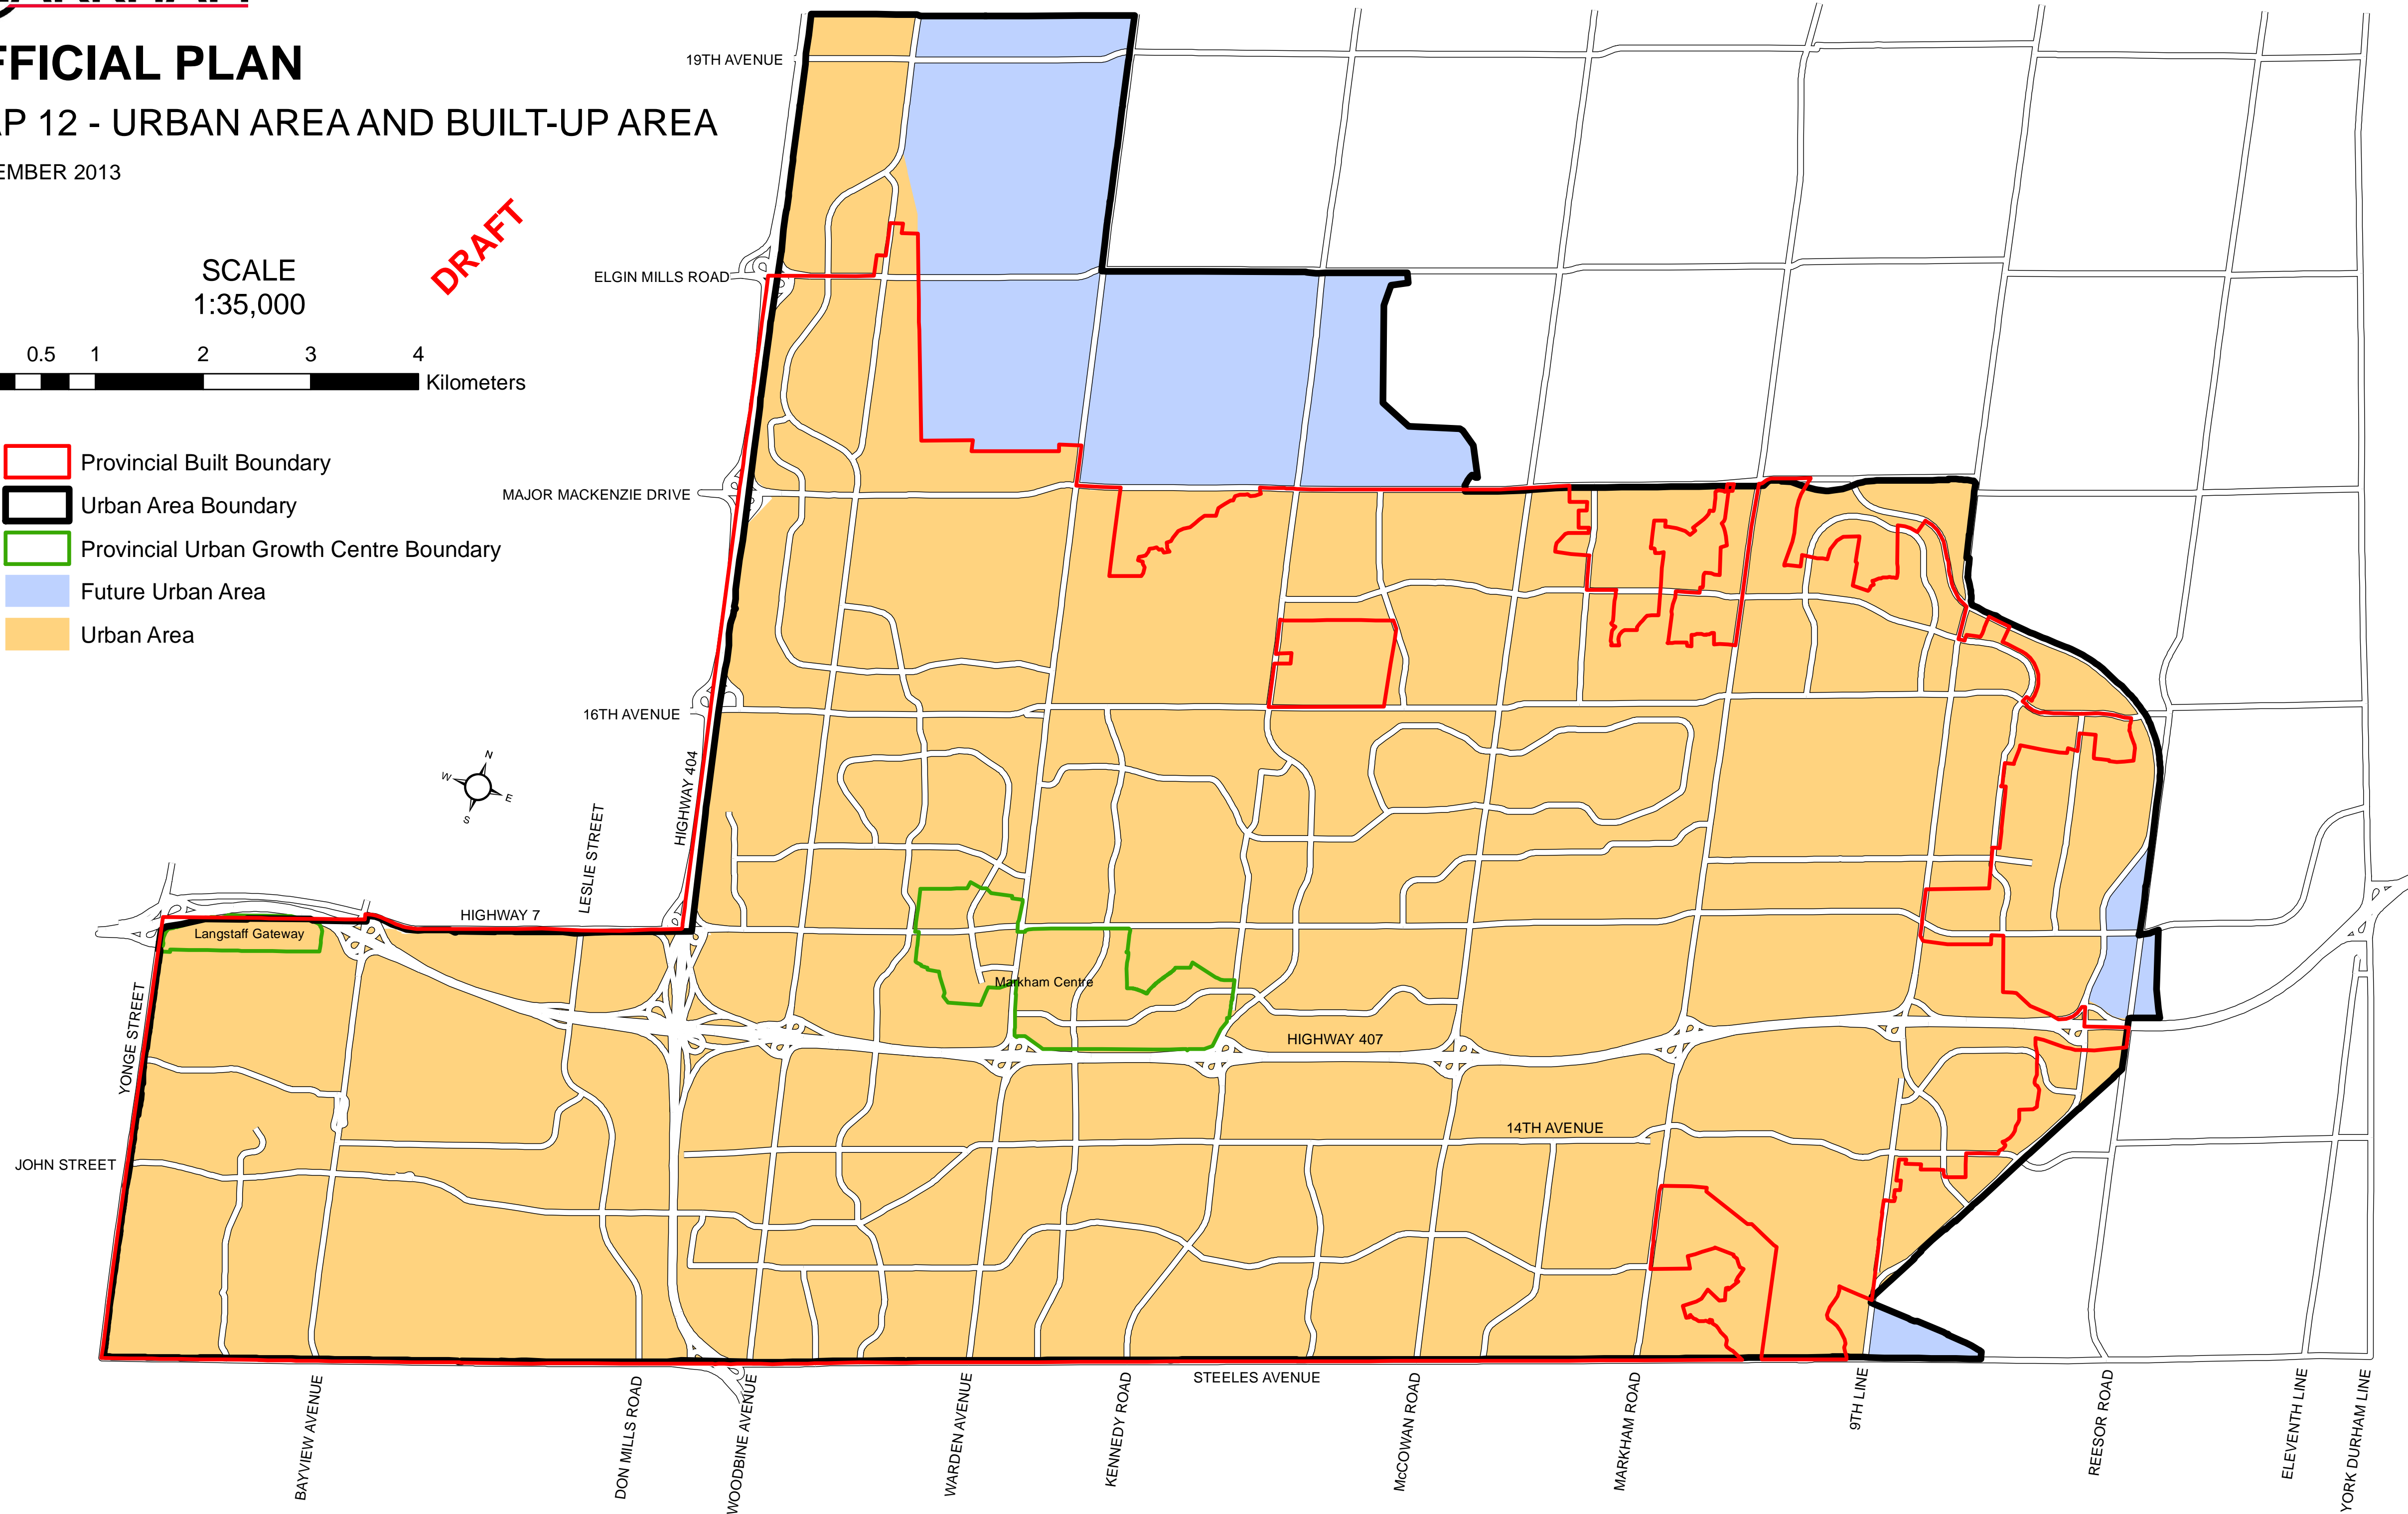 FFICIAL PLAN
AP 12 - URBAN AREA AND BUILT-UP AREA
EMBER 2013
DRAFT
SCALE
1:35,000
0.5 1 2 3 4
Kilometers
Provincial Built Boundary
Urban Area Boundary
Provincial Urban Growth Centre Boundary
Future Urban Area
Urban Area
19TH AVENUE
ELGIN MILLS ROAD
MAJOR MACKENZIE DRIVE
16TH AVENUE
N
W
E
S
HIGHWAY 404
LESLIE STREET
HIGHWAY 7
Langstaff Gateway
Markham Centre
YONGE STREET
HIGHWAY 407
14TH AVENUE
JOHN STREET
STEELES AVENUE
BAYVIEW AVENUE
DON MILLS ROAD
WOODBINE AVENUE
WARDEN AVENUE
KENNEDY ROAD
McCOWAN ROAD
MARKHAM ROAD
9TH LINE
REESOR ROAD
ELEVENTH LINE
YORK DURHAM LINE